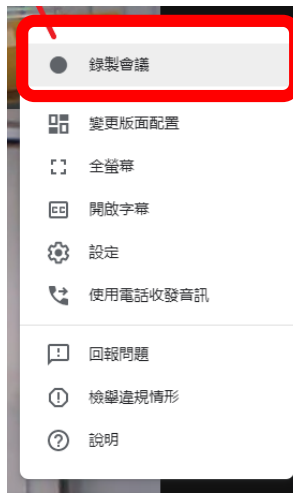 錄製會議
變更版面配置
全螢幕
CC 開啟字幕
設定
使用電話收發音訊
回報問題
檢舉違規情形
說明